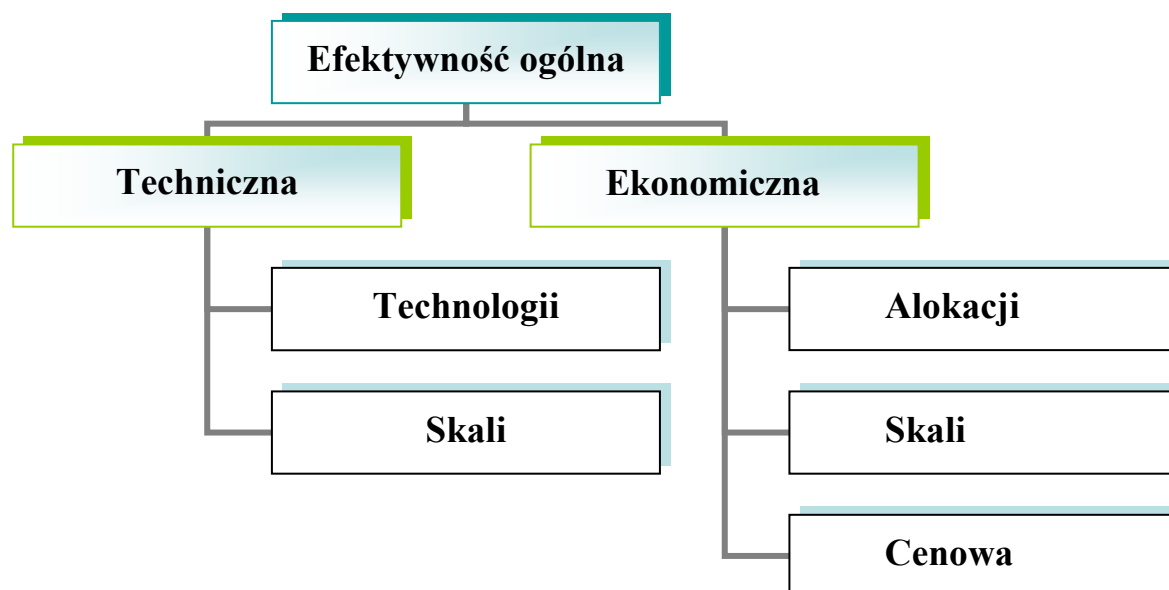 Efektywność ogólna
Techniczna
Ekonomiczna
Technologii
Alokacji
Skali
Skali
Cenowa